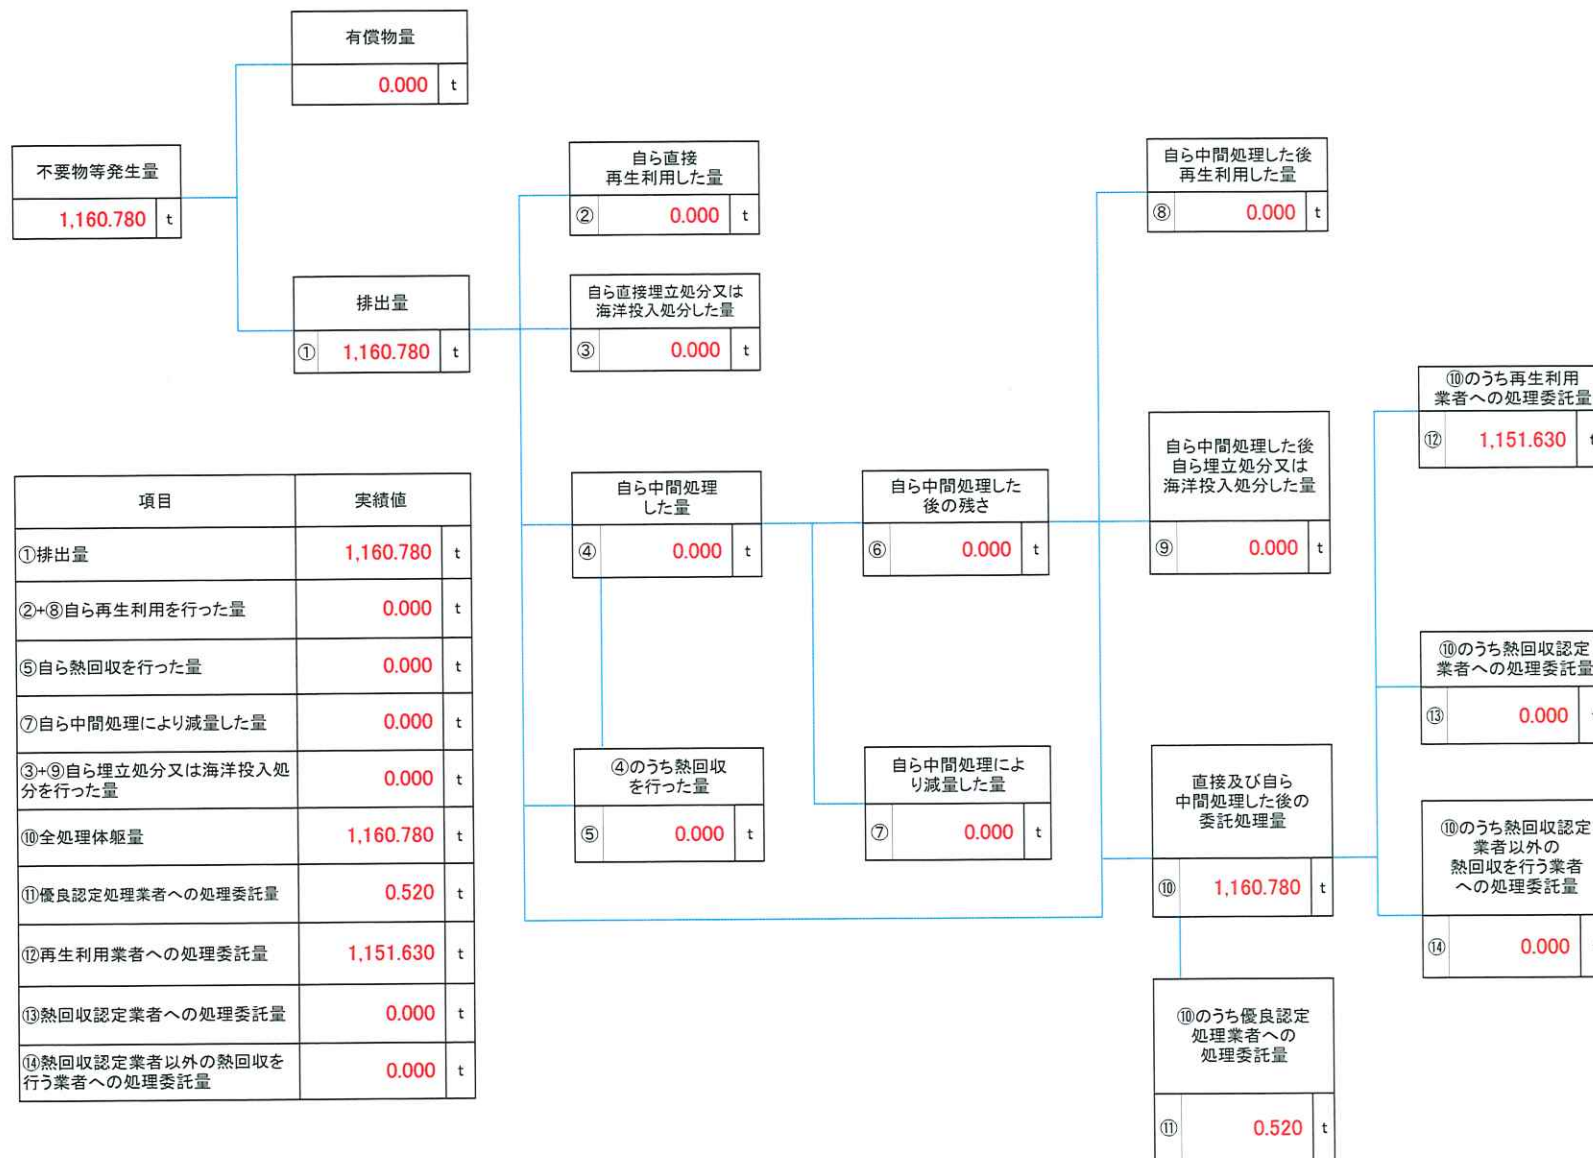 有償物量
0.000 t
不要物等発生量
1,160.780 t
排出量
① 1,160.780 t
自ら直接
再生利用した量
② 0.000 t
自ら直接埋立処分又は
海洋投入処分した量
③ 0.000 t
自ら中間処理
した量
④ 0.000 t
④のうち熱回収
を行った量
⑤ 0.000 t
自ら中間処理した
後の残さ
⑥ 0.000 t
自ら中間処理によ
り減量した量
⑦ 0.000 t
自ら中間処理した後
再生利用した量
⑧ 0.000 t
自ら中間処理した後
自ら埋立処分又は
海洋投入処分した量
⑨ 0.000 t
直接及び自ら
中間処理した後の
委託処理量
⑩ 1,160.780 t
⑩のうち優良認定
処理業者への
処理委託量
⑪ 0.520 t
⑩のうち再生利用
業者への処理委託量
⑫ 1,151.630 t
⑩のうち熱回収認定
業者への処理委託量
⑬ 0.000
⑩のうち熱回収認定
業者以外の
熱回収を行う業者
への処理委託量
⑭ 0.000
項目 実績値
①排出量 1,160.780 t
②+⑧自ら再生利用を行った量 0.000 t
⑤自ら熱回収を行った量 0.000 t
⑦自ら中間処理により減量した量 0.000 t
③+⑨自ら埋立処分又は海洋投入処
分を行った量 0.000 t
⑩全処理体躯量 1,160.780 t
⑪優良認定処理業者への処理委託量 0.520 t
⑫再生利用業者への処理委託量 1,151.630 t
⑬熱回収認定業者への処理委託量 0.000 t
⑭熱回収認定業者以外の熱回収を
行う業者への処理委託量 0.000 t